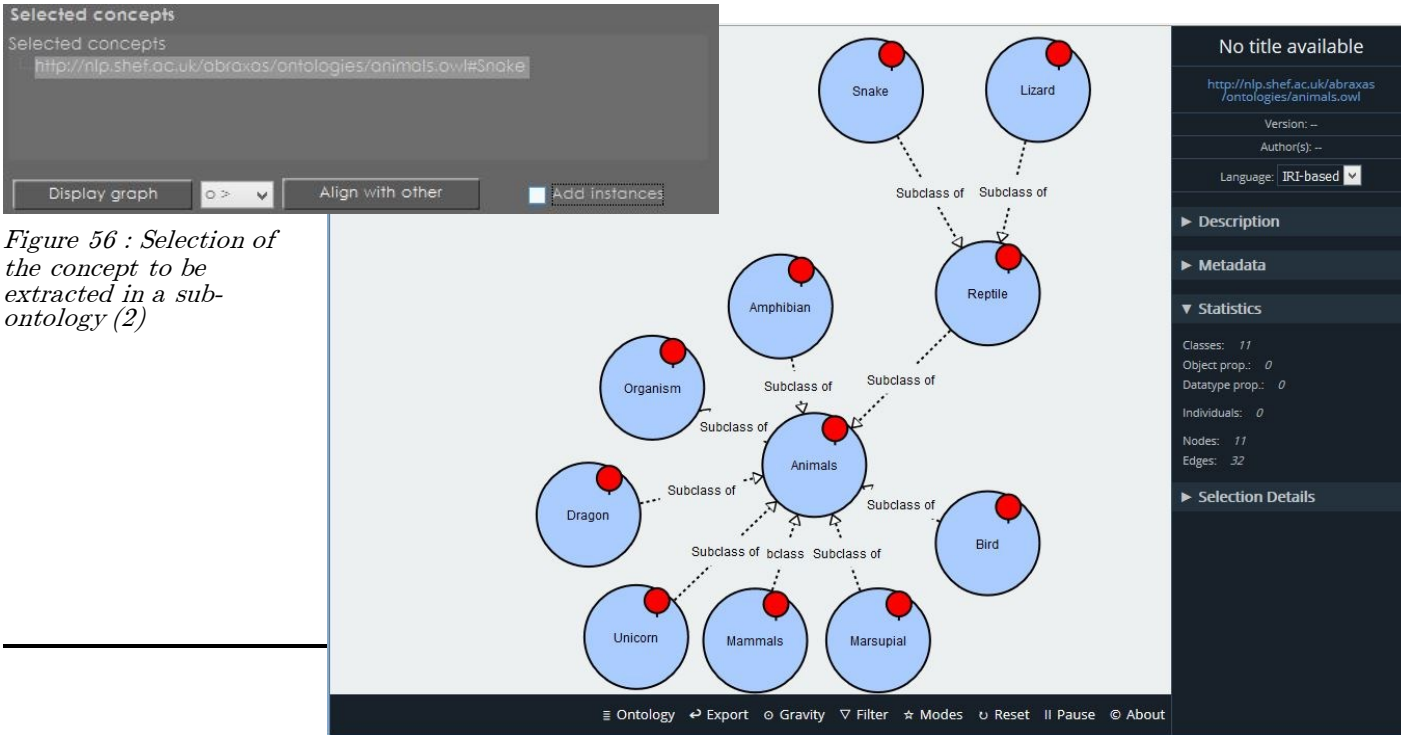 Selected concepts
Selected concepts
http://nlp.shef.ac.uk/abraxas/ontologies/animals.owl#Snake
Display graph
o >
Align with other
Add instances
Figure 56 : Selection of
the concept to be
extracted in a sub-
ontology (2)
Snake
Lizard
Subclass of
Subclass of
Reptile
Amphibian
Subclass of
Subclass of
Organism
Subclass of
Animals
Subclass of
Dragon
Subclass of
Bird
Subclass of
bclass
Subclass of
Unicorn
Mammals
Marsupial
No title available
http://nlp.shef.ac.uk/abraxas
/ontologies/animals.owl
Version: --
Author(s): --
Language: IRI-based
► Description
► Metadata
▼ Statistics
Classes: 11
Object prop.: 0
Datatype prop.: 0
Individuals: 0
Nodes: 11
Edges: 32
► Selection Details
Ontology Export Gravity Filter Modes Reset Pause © About